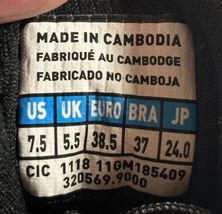 MADE IN CAMBODIA
FABRIQUÉ AU CAMBODGE
FABRICADO NO CAMBOJA
US UK EURO BRA JP
7.5 5.5 38.5 37 24.0
CIC 1118 11GM185409
320569.9000